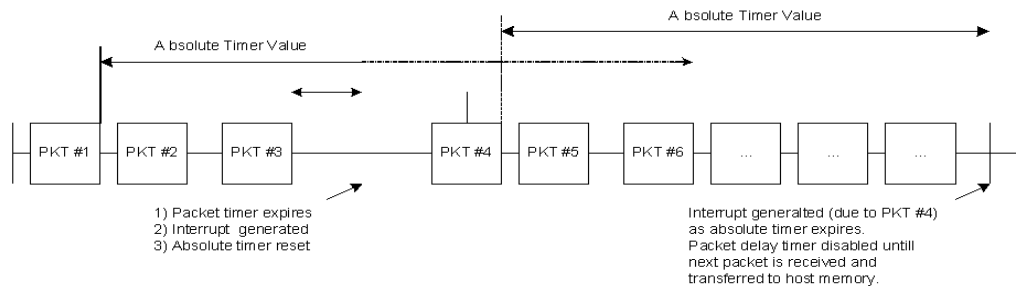 A bsolute Timer Value
A bsolute Timer Value
PKT #1
PKT #2
PKT #3
PKT #4
PKT #5
PKT #6
...
...
...
1) Packet timer expires
2) Interrupt generated
3) Absolute timer reset
Interrupt generalted (due to PKT #4)
as absolute timer expires.
Packet delay timer disabled untill
next packet is received and
transferred to host memory.